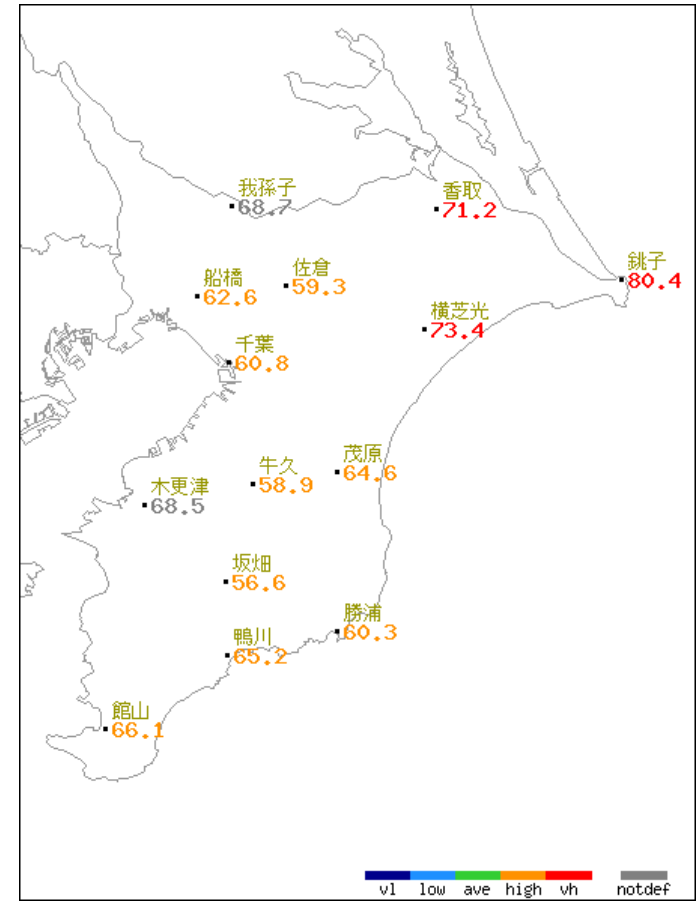 我孫子
68.7
香取
71.2
銚子
80.4
船橋
62.6
佐倉
59.3
横芝光
73.4
千葉
60.8
牛久
58.9
茂原
64.6
木更津
68.5
坂畑
56.6
勝浦
60.3
鴨川
65.2
館山
66.1
vl low ave high vh notdef